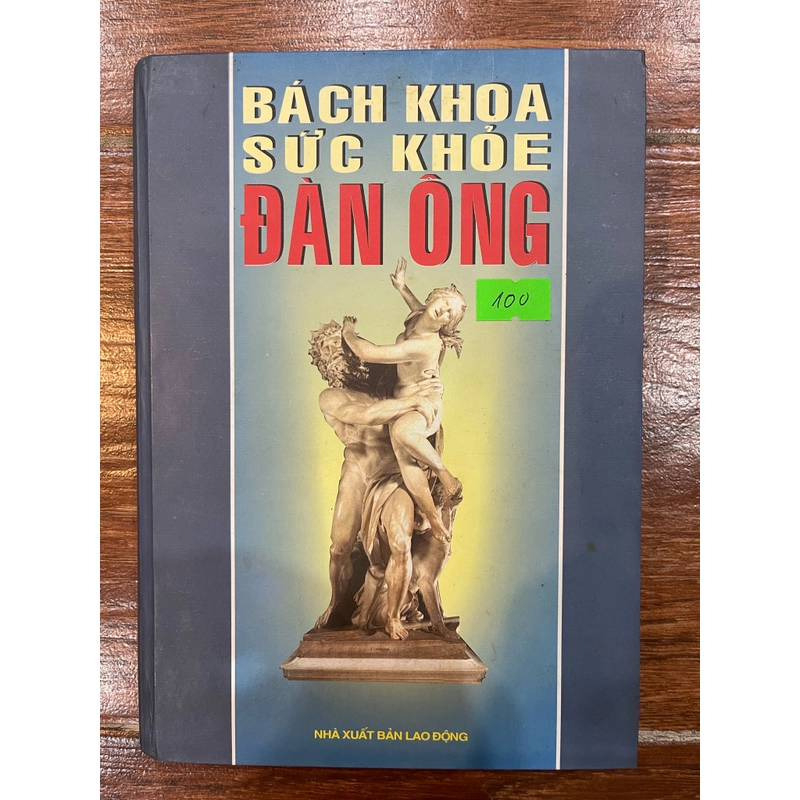 BÁCH KHOA
SỨC KHỎE
ĐÀN ÔNG
100
NHÀ XUẤT BẢN LAO ĐỘNG